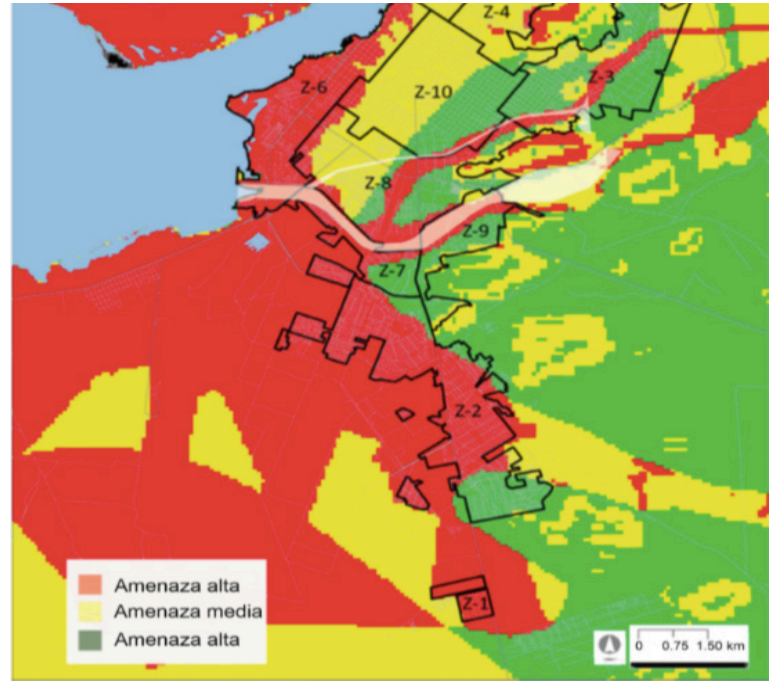 Z-4
Z-6
Z-3
Z-10
Z-8
Z-9
Z-7
Z-2
Z-1
Amenaza alta
Amenaza media
Amenaza alta
0 0.75 1.50 km